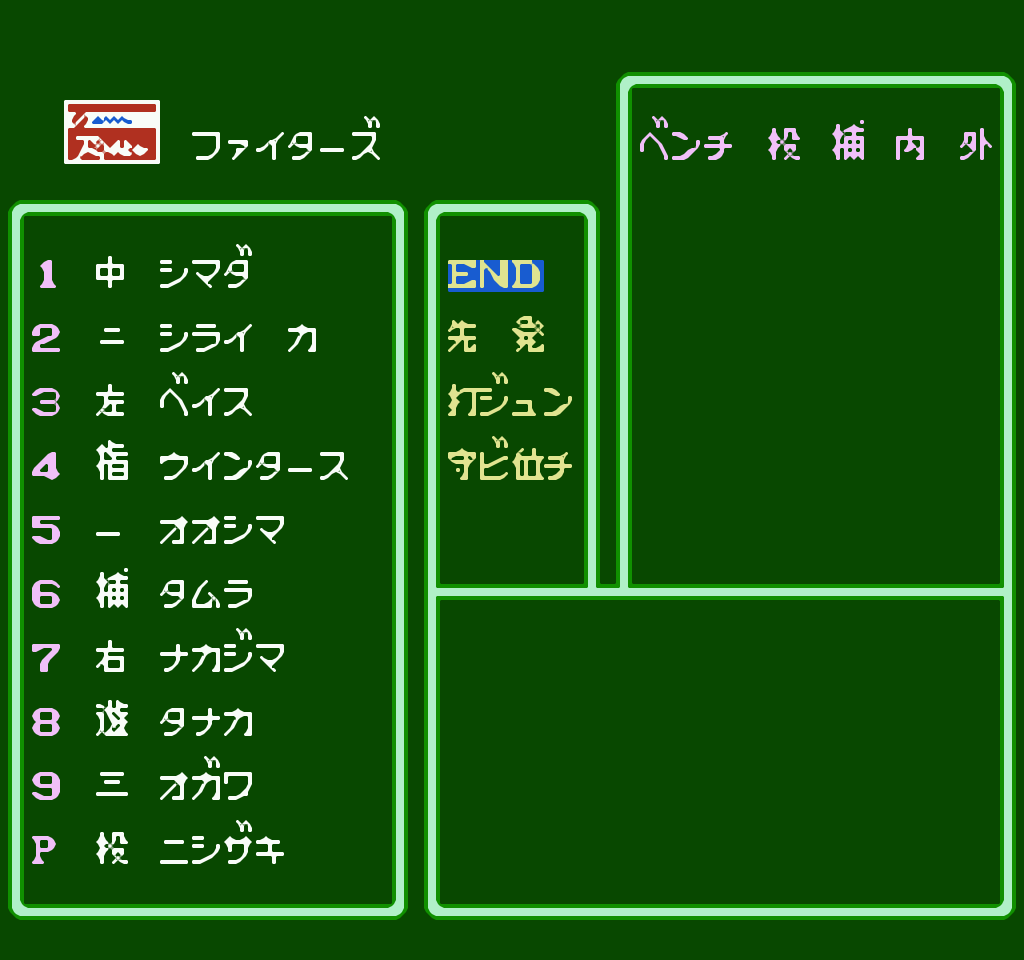 ファイターズ
ベンチ 投 捕 内 外
1 中 シマダ
2 ニ シライ カ
3 左 ベイス
4 指 ウインタース
5 一 オオシマ
6 捕 タムラ
7 右 ナカジマ
8 遊 タナカ
9 三 オガワ
P 投 ニシザキ
END
先 発
打ジュン
守ビ位チ